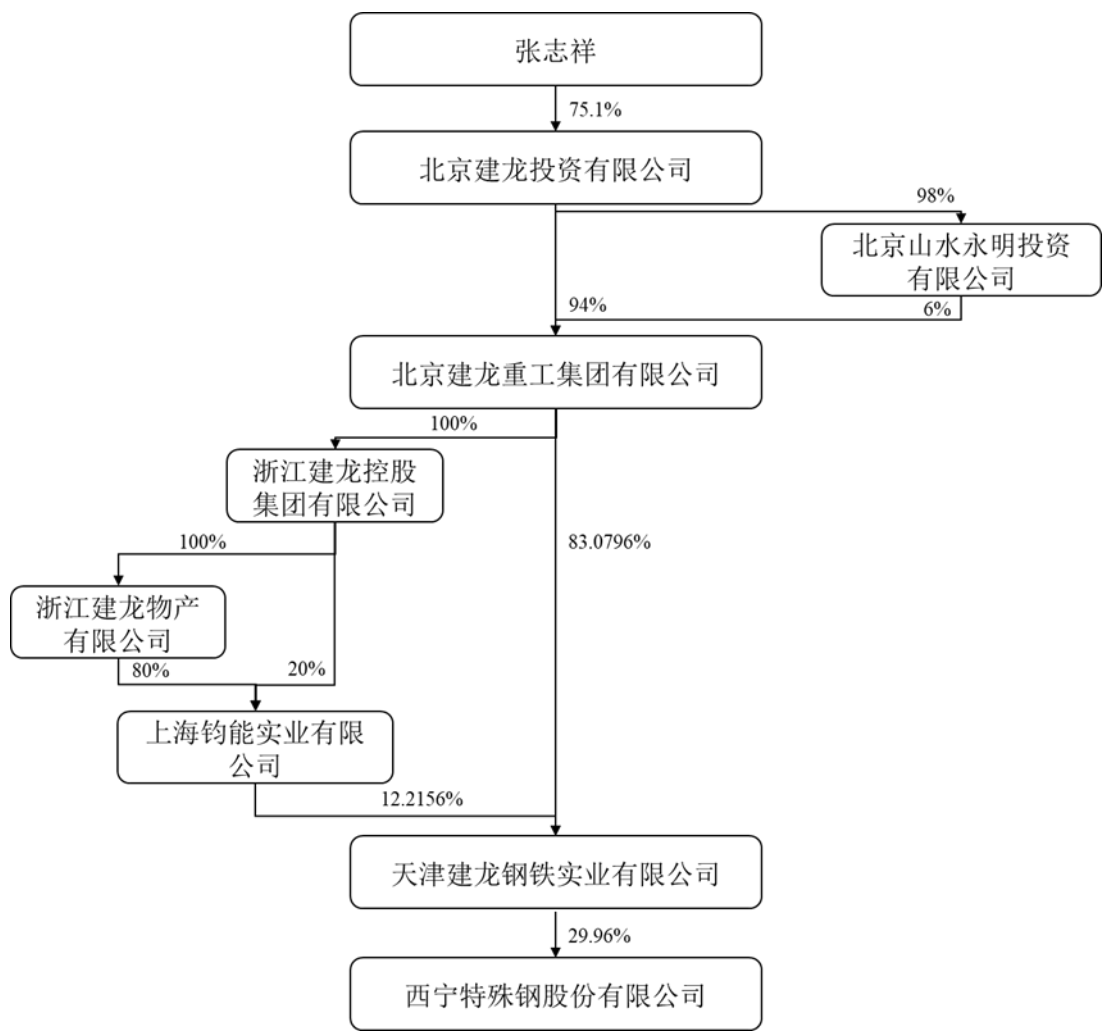 张志祥
75.1%
北京建龙投资有限公司
98%
北京山水永明投资
有限公司
94%
6%
北京建龙重工集团有限公司
100%
浙江建龙控股
集团有限公司
100%
83.0796%
浙江建龙物产
有限公司
80%
20%
上海钧能实业有限
公司
12.2156%
天津建龙钢铁实业有限公司
29.96%
西宁特殊钢股份有限公司